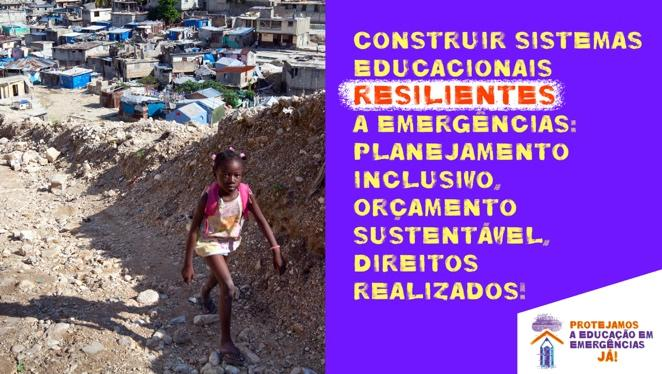 CONSTRUIR SISTEMAS
EDUCACIONAIS
RESILIENTES
A EMERGÊNCIAS:
PLANEJAMENTO
INCLUSIVO,
ORÇAMENTO
SUSTENTÁVEL,
DIREITOS
REALIZADOS!
PROTEJAMOS
A EDUCAÇÃO EM
EMERGÊNCIAS
JÁ!